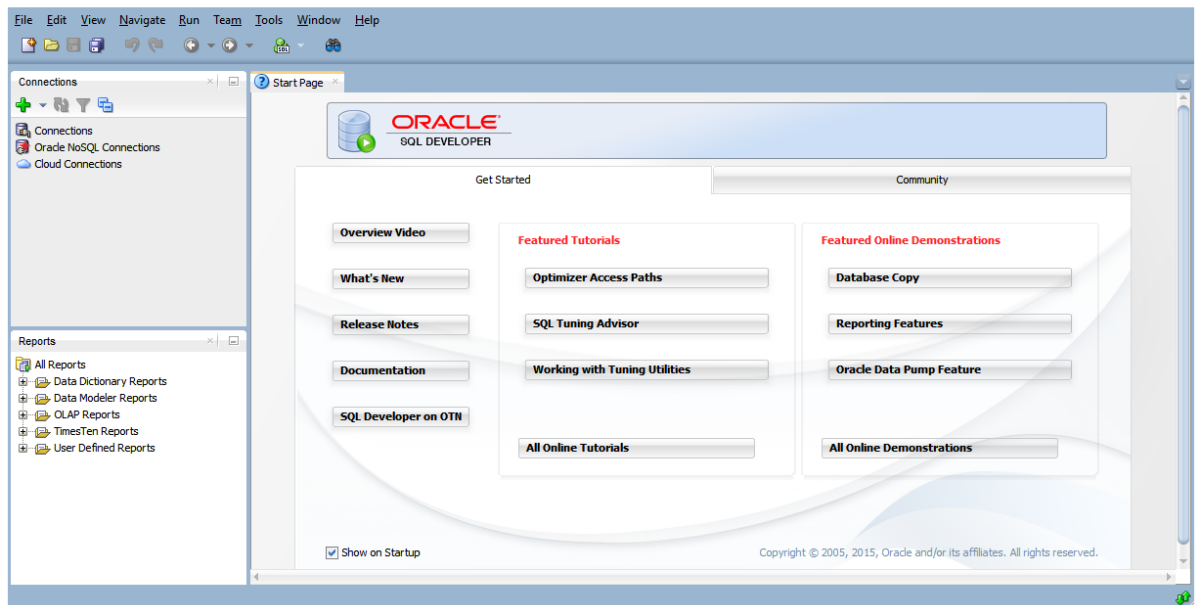 File Edit View Navigate Run Team Tools Window Help
SQL
Connections
Start Page
Connections
Oracle NoSQL Connections
Cloud Connections
ORACLE
SQL DEVELOPER
Get Started
Community
Overview Video
What's New
Release Notes
Documentation
SQL Developer on OTN
Featured Tutorials
Optimizer Access Paths
SQL Tuning Advisor
Working with Tuning Utilities
All Online Tutorials
Featured Online Demonstrations
Database Copy
Reporting Features
Oracle Data Pump Feature
All Online Demonstrations
Reports
All Reports
Data Dictionary Reports
Data Modeler Reports
OLAP Reports
TimesTen Reports
User Defined Reports
Show on Startup
Copyright © 2005, 2015, Oracle and/or its affiliates. All rights reserved.